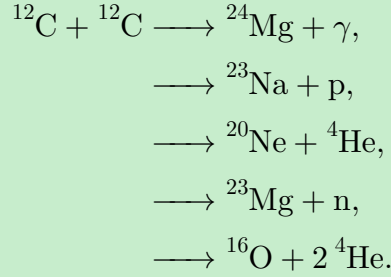 ¹²C + ¹²C ⟶ ²⁴Mg + γ,
⟶ ²³Na + p,
⟶ ²⁰Ne + ⁴He,
⟶ ²³Mg + n,
⟶ ¹⁶O + 2 ⁴He.